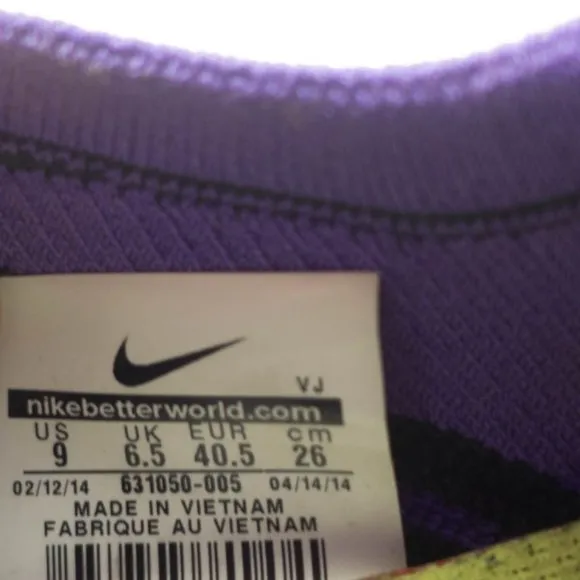 VJ
nikebetterworld.com
US UK EUR cm
9 6.5 40.5 26
02/12/14 631050-005 04/14/14
MADE IN VIETNAM
FABRIQUE AU VIETNAM